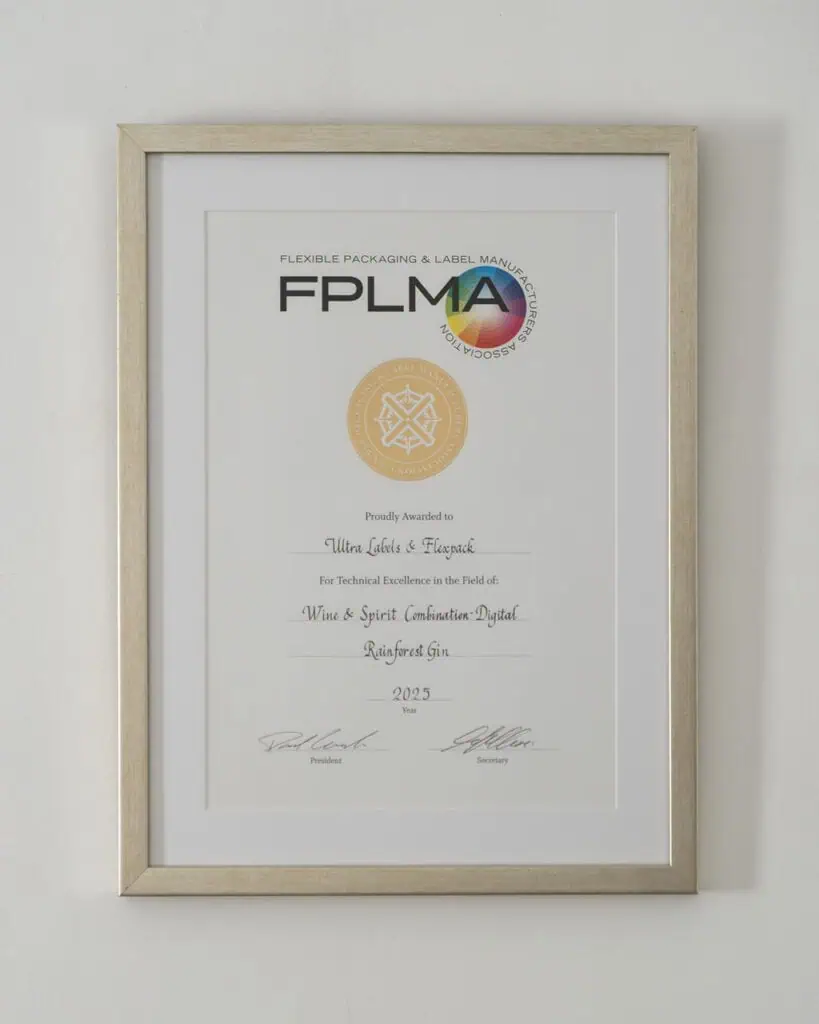 FLEXIBLE PACKAGING & LABEL MANUFACTURERS ASSOCIATION
FPLMA
Proudly Awarded to
Ultra Labels & Flexpack
For Technical Excellence in the Field of:
Wine & Spirit Combination-Digital
Rainforest Gin
2025
Year
President
Secretary